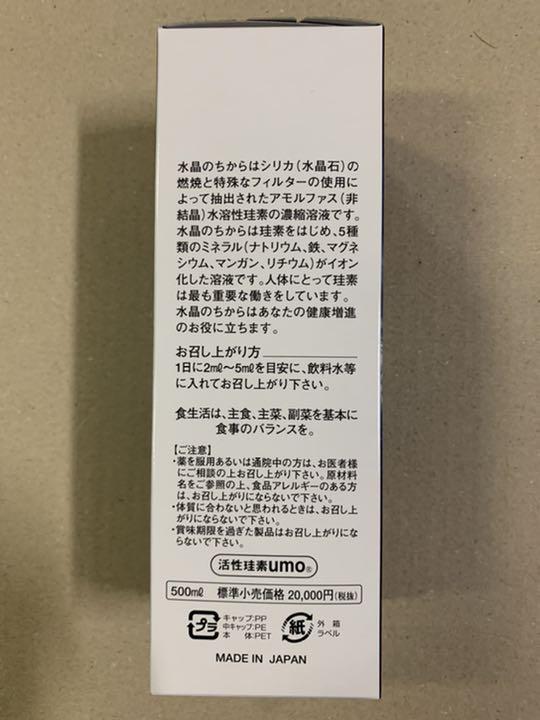 水晶のちからはシリカ(水晶石)の
燃焼と特殊なフィルターの使用に
よって抽出されたアモルファス(非
結晶)水溶性珪素の濃縮溶液です。
水晶のちからは珪素をはじめ、5種
類のミネラル(ナトリウム、鉄、マグネ
シウム、マンガン、リチウム)がイオン
化した溶液です。人体にとって珪素
は最も重要な働きをしています。
水晶のちからはあなたの健康増進
のお役に立ちます。
お召し上がり方
1日に2mℓ〜5mℓを目安に、飲料水等
に入れてお召し上がり下さい。
食生活は、主食、主菜、副菜を基本に
食事のバランスを。
【ご注意】
・薬を服用あるいは通院中の方は、お医者様
にご相談の上お召し上がり下さい。原材料
名をご参照の上、食品アレルギーのある方
は、お召し上がりにならないで下さい。
・体質に合わないと思われるときは、お召し上
がりにならないで下さい。
・賞味期限を過ぎた製品はお召し上がりにな
らないで下さい。
活性珪素umo®
500mℓ 標準小売価格 20,000円(税抜)
プラ
キャップ:PP
中キャップ:PE
本体:PET
紙
外箱
ラベル
MADE IN JAPAN